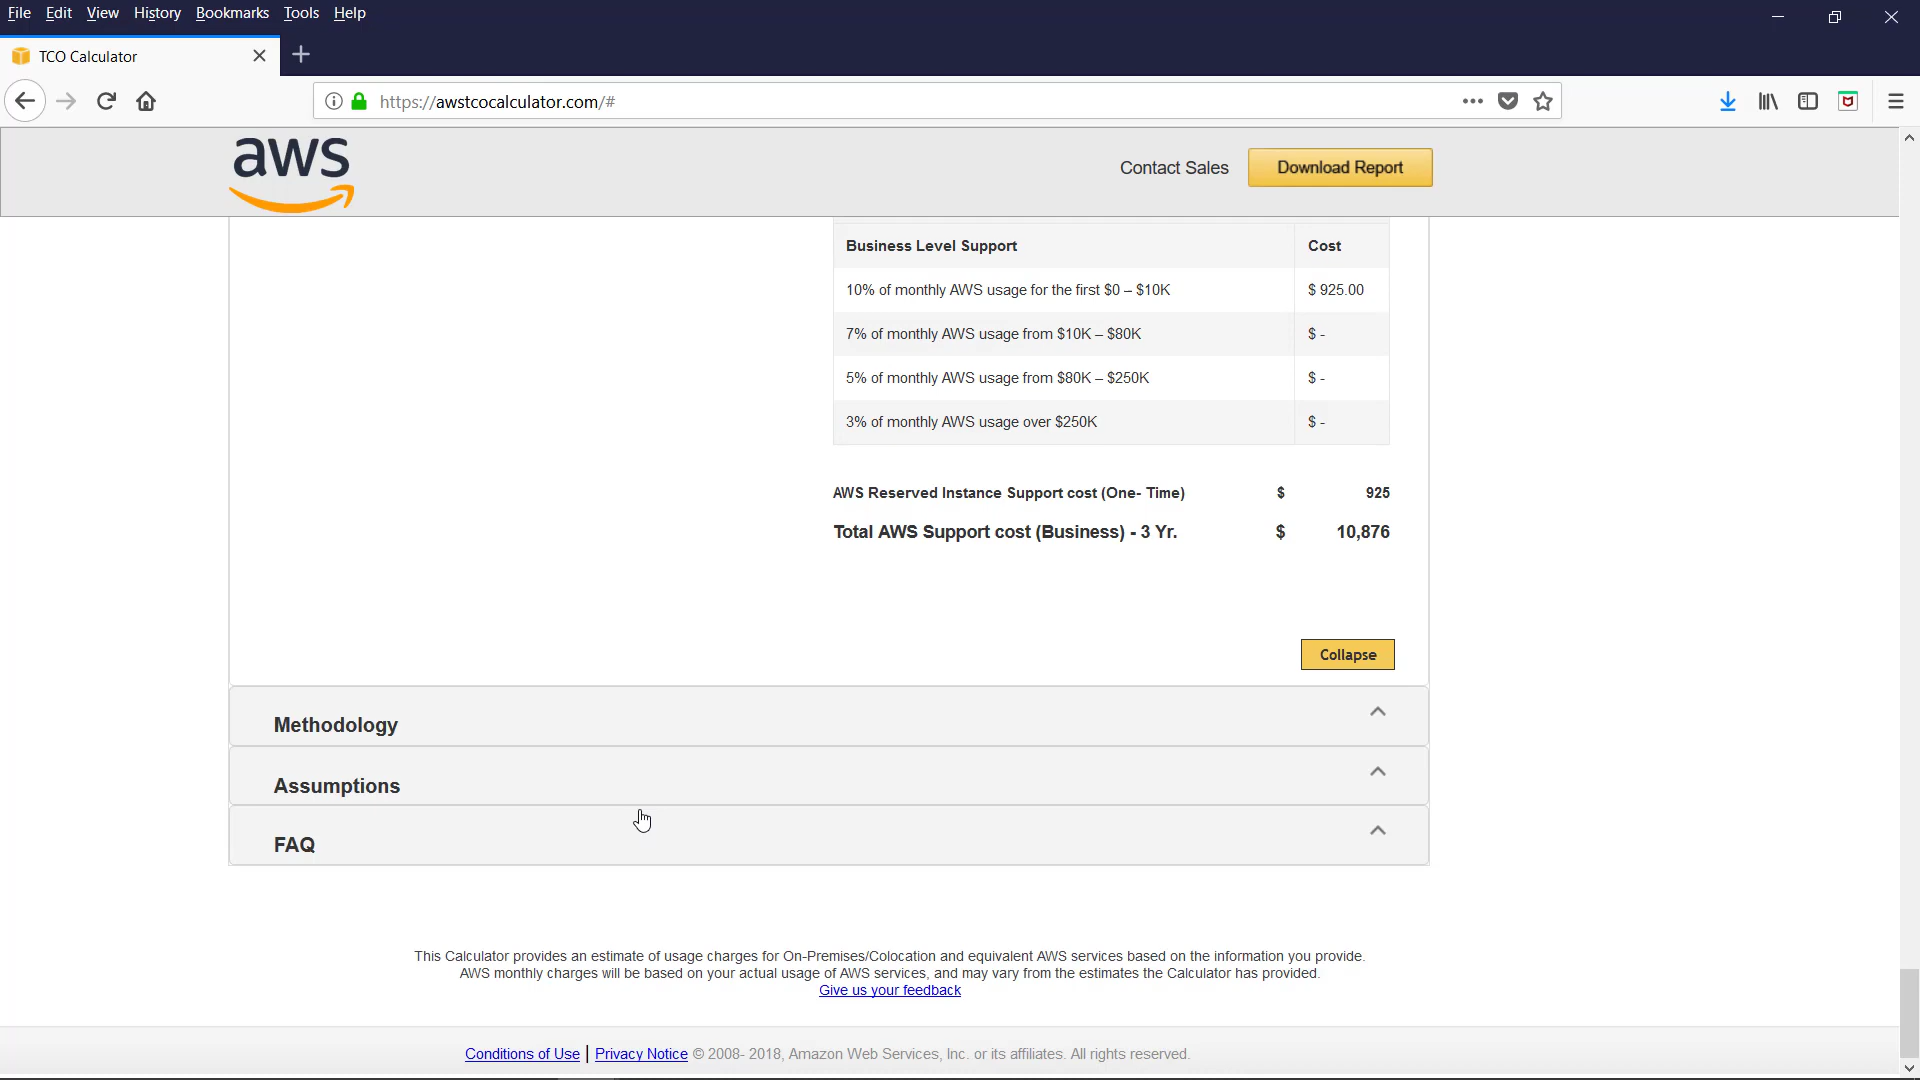 File Edit View History Bookmarks Tools Help
TCO Calculator
https://awstcocalculator.com/#
aws
Contact Sales
Download Report
Business Level Support Cost
10% of monthly AWS usage for the first $0 – $10K $ 925.00
7% of monthly AWS usage from $10K – $80K $ -
5% of monthly AWS usage from $80K – $250K $ -
3% of monthly AWS usage over $250K $ -
AWS Reserved Instance Support cost (One- Time) $ 925
Total AWS Support cost (Business) - 3 Yr. $ 10,876
Collapse
Methodology
Assumptions
FAQ
This Calculator provides an estimate of usage charges for On-Premises/Colocation and equivalent AWS services based on the information you provide.
AWS monthly charges will be based on your actual usage of AWS services, and may vary from the estimates the Calculator has provided.
Give us your feedback
Conditions of Use | Privacy Notice © 2008- 2018, Amazon Web Services, Inc. or its affiliates. All rights reserved.